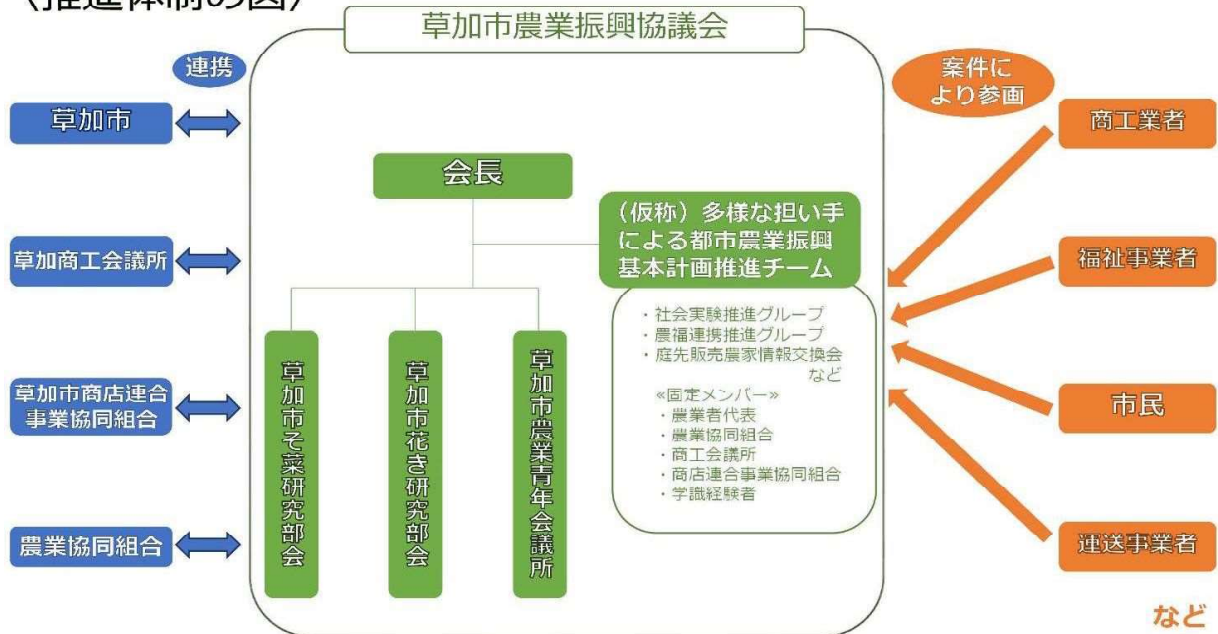 （推進体制の図）
草加市農業振興協議会
連携
草加市
草加商工会議所
草加市商店連合
事業協同組合
農業協同組合
会長
（仮称）多様な担い手
による都市農業振興
基本計画推進チーム
・社会実験推進グループ
・農福連携推進グループ
・庭先販売農家情報交換会
など
≪固定メンバー≫
・農業者代表
・農業協同組合
・商工会議所
・商店連合事業協同組合
・学識経験者
草加市そ菜研究部会
草加市花き研究部会
草加市農業青年会議所
案件に
より参画
商工業者
福祉事業者
市民
運送事業者
など